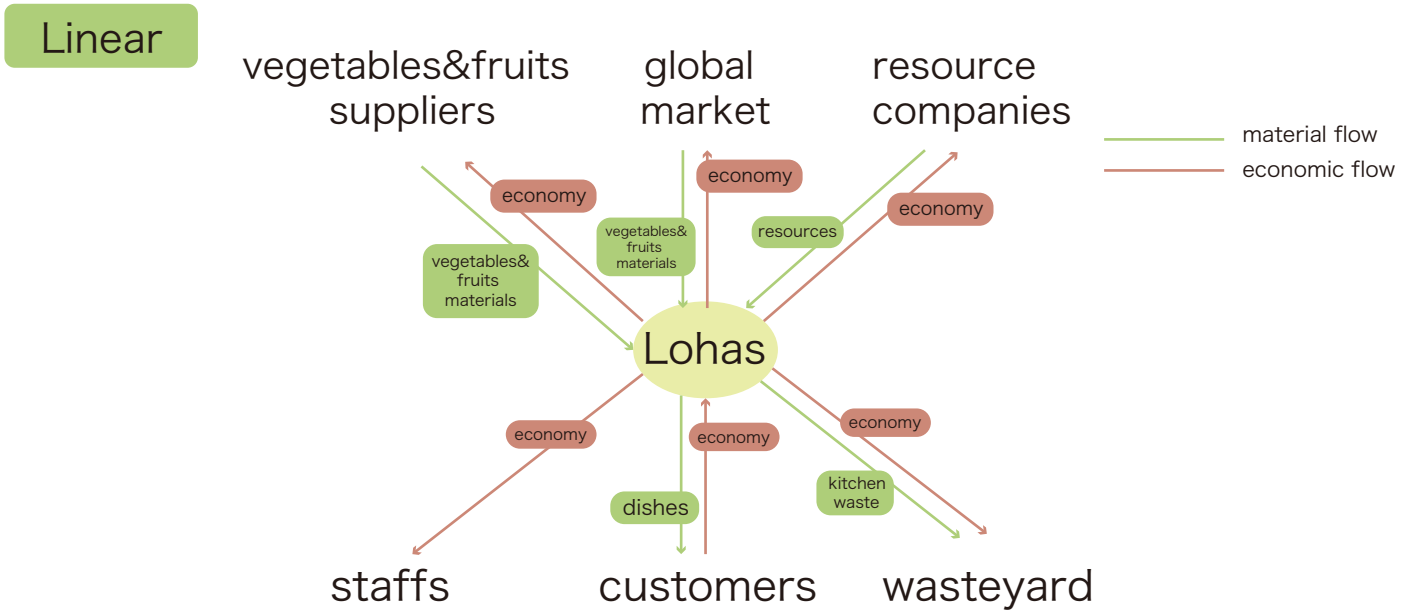 Linear
vegetables&fruits
suppliers
global
market
resource
companies
material flow
economic flow
economy
economy
economy
vegetables&
fruits
materials
resources
vegetables&
fruits
materials
Lohas
economy
economy
economy
kitchen
waste
dishes
staffs
customers
wasteyard